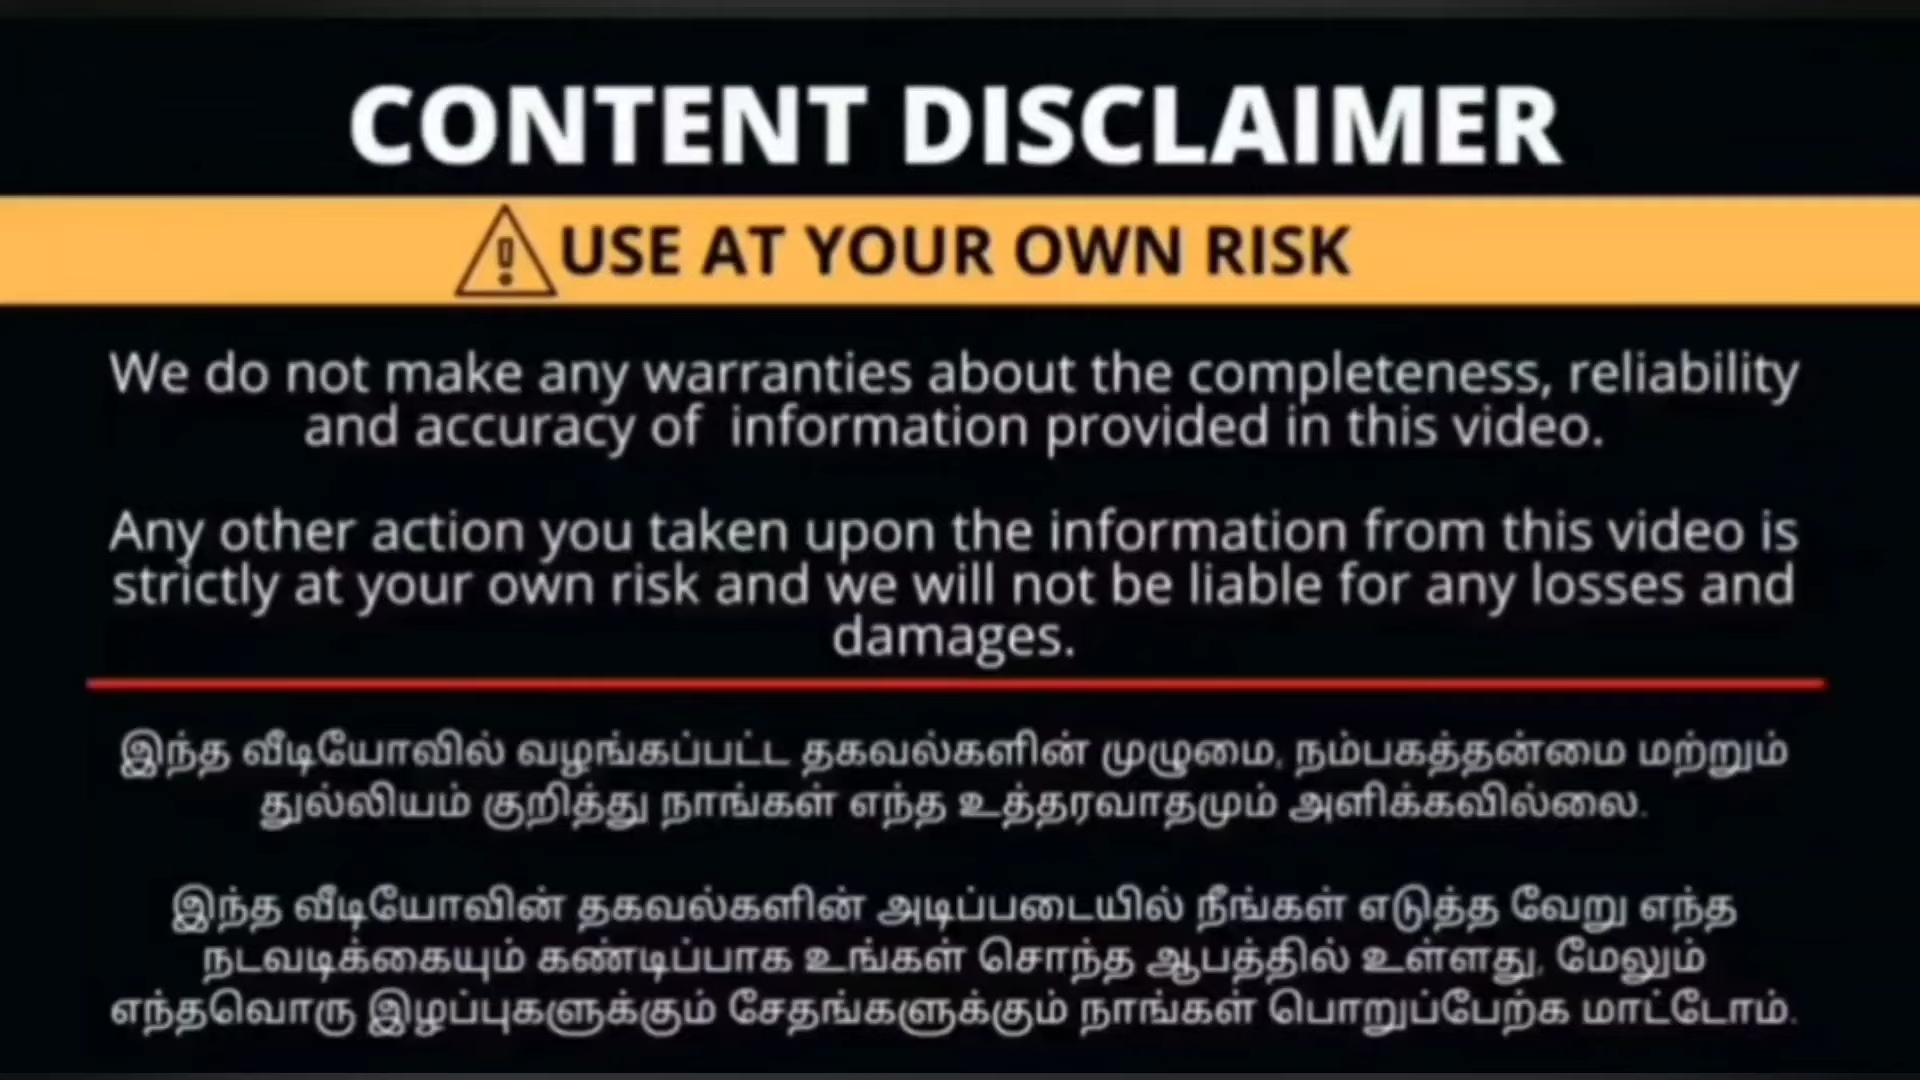 CONTENT DISCLAIMER
USE AT YOUR OWN RISK
We do not make any warranties about the completeness, reliability
and accuracy of information provided in this video.
Any other action you taken upon the information from this video is
strictly at your own risk and we will not be liable for any losses and
damages.
இந்த வீடியோவில் வழங்கப்பட்ட தகவல்களின் முழுமை, நம்பகத்தன்மை மற்றும்
துல்லியம் குறித்து நாங்கள் எந்த உத்தரவாதமும் அளிக்கவில்லை.
இந்த வீடியோவின் தகவல்களின் அடிப்படையில் நீங்கள் எடுத்த வேறு எந்த
நடவடிக்கையும் கண்டிப்பாக உங்கள் சொந்த ஆபத்தில் உள்ளது, மேலும்
எந்தவொரு இழப்புகளுக்கும் சேதங்களுக்கும் நாங்கள் பொறுப்பேற்க மாட்டோம்.